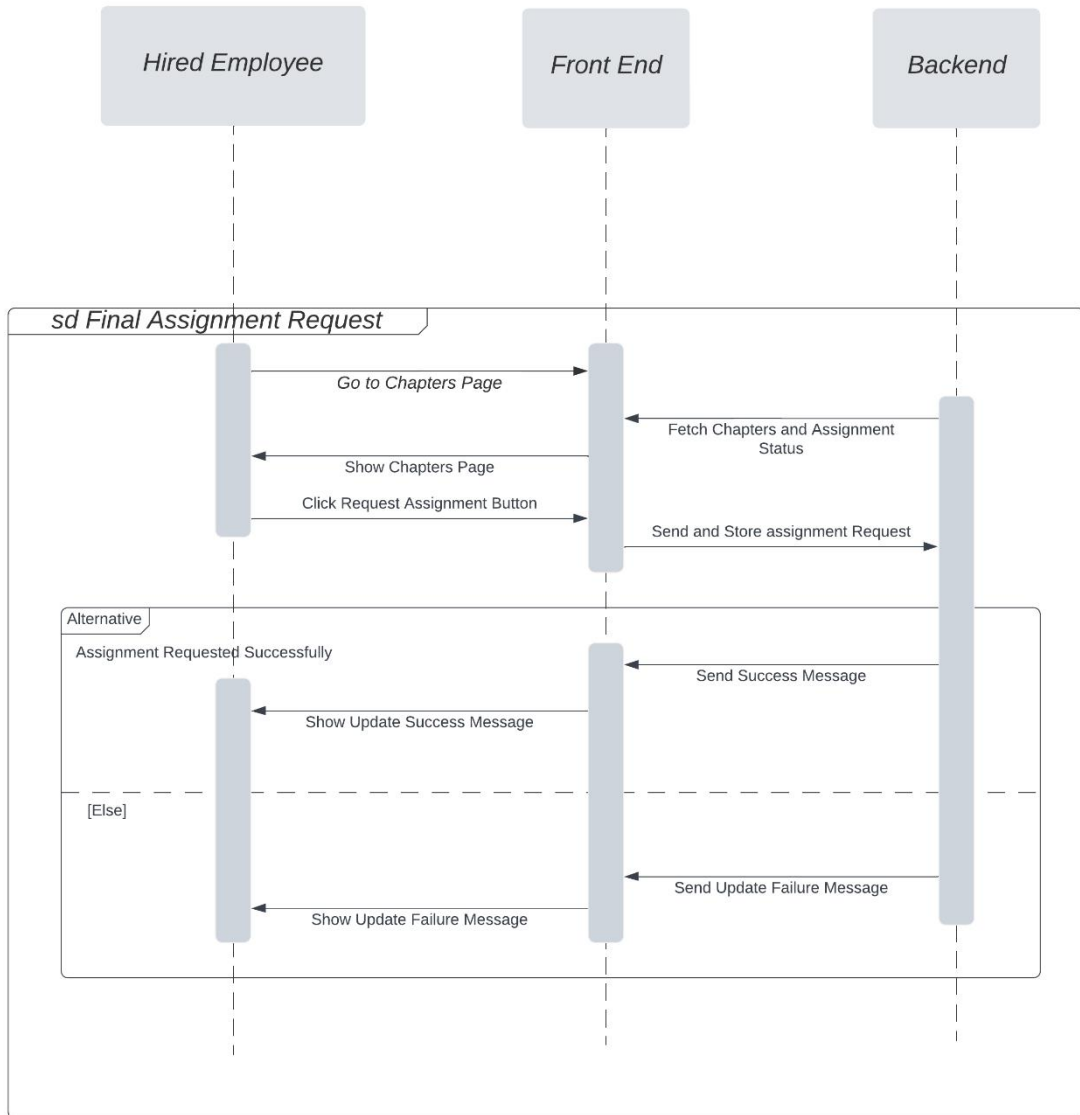 Hired Employee
Front End
Backend
sd Final Assignment Request
Go to Chapters Page
Fetch Chapters and Assignment
Status
Show Chapters Page
Click Request Assignment Button
Send and Store assignment Request
Alternative
Assignment Requested Successfully
Send Success Message
Show Update Success Message
[Else]
Send Update Failure Message
Show Update Failure Message